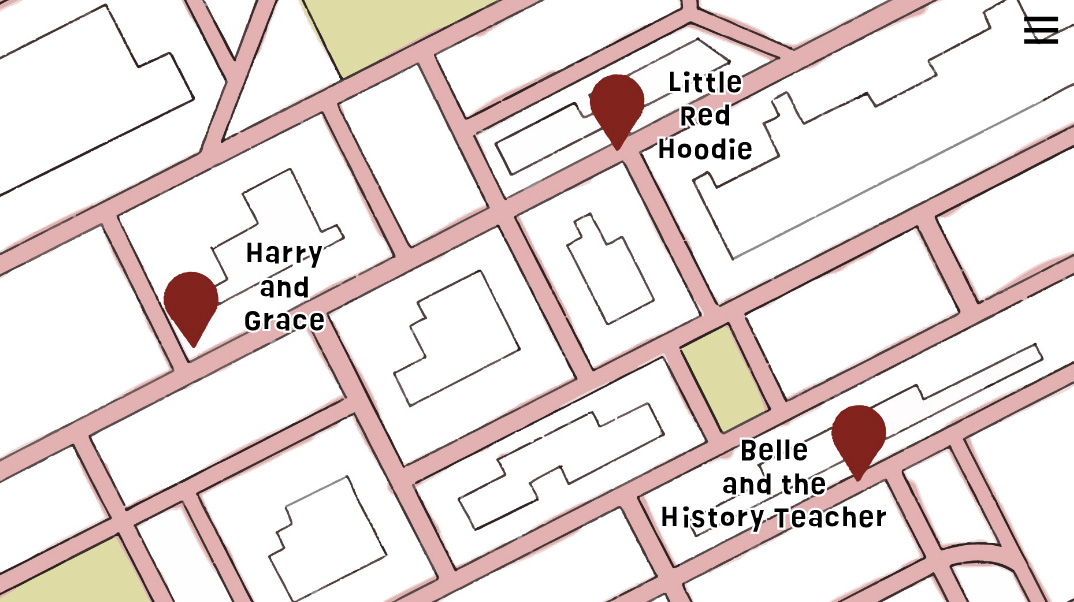 Little
Red
Hoodie
Harry
and
Grace
Belle
and the
History Teacher